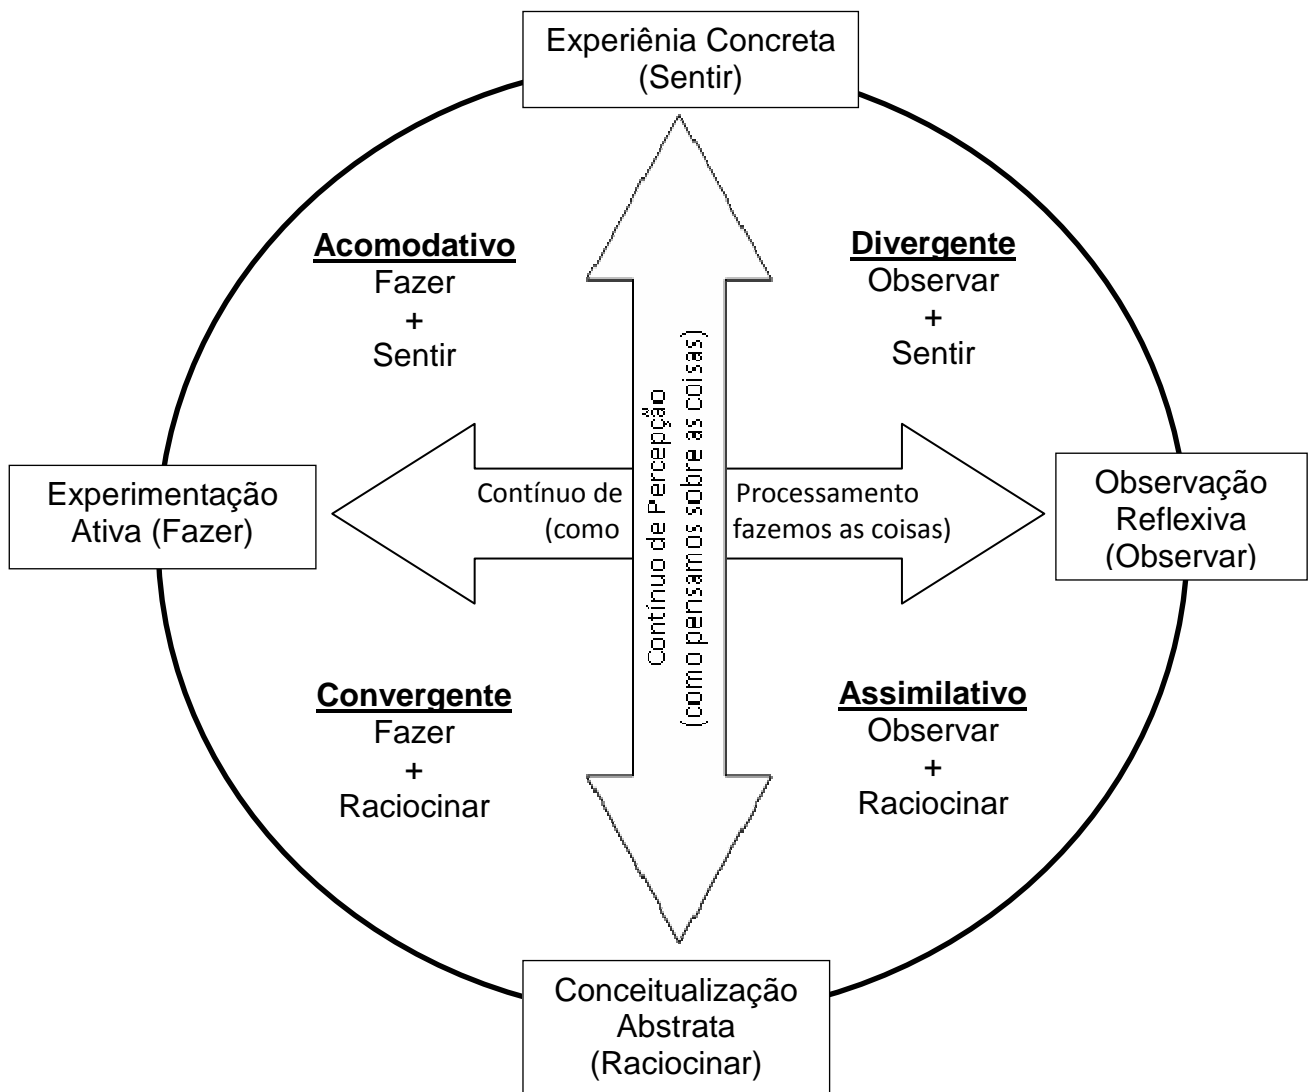 Experiênia Concreta
(Sentir)
Acomodativo
Fazer
+
Sentir
Divergente
Observar
+
Sentir
Contínuo de Percepção
(como pensamos sobre as coisas)
Experimentação
Ativa (Fazer)
Contínuo de
(como
Processamento
fazemos as coisas)
Observação
Reflexiva
(Observar)
Convergente
Fazer
+
Raciocinar
Assimilativo
Observar
+
Raciocinar
Conceitualização
Abstrata
(Raciocinar)